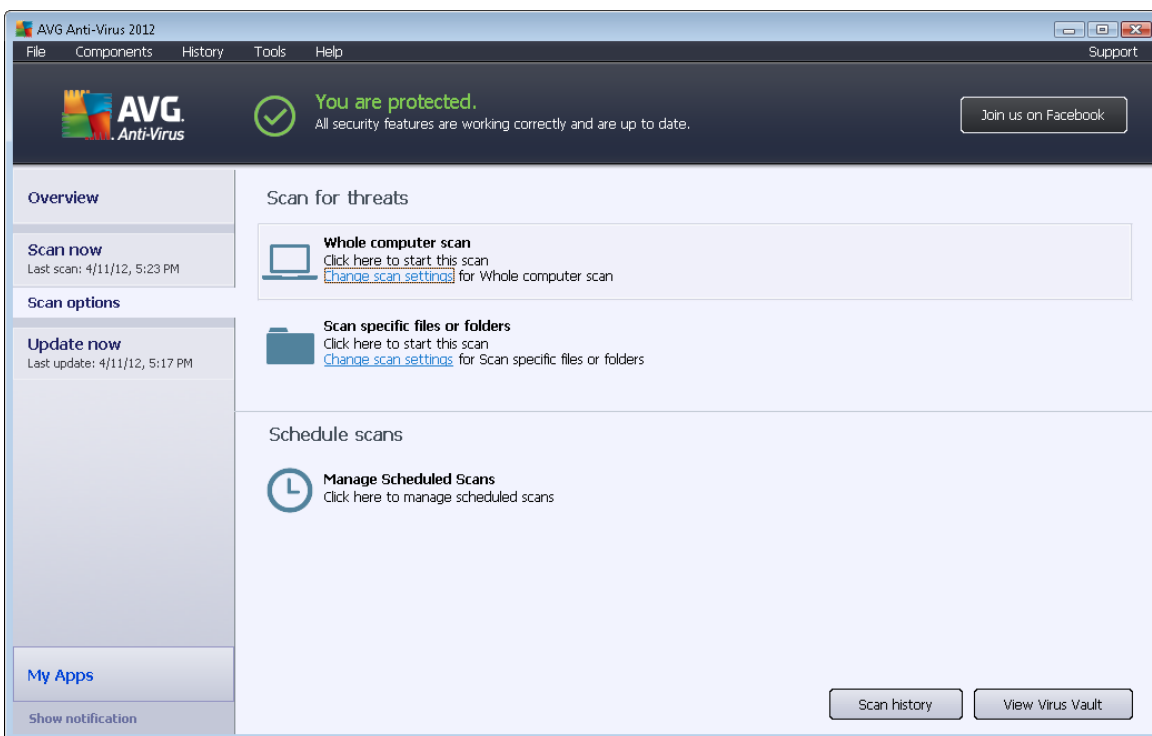 AVG Anti-Virus 2012
File Components History Tools Help Support
AVG.
Anti-Virus
You are protected.
All security features are working correctly and are up to date.
Join us on Facebook
Overview
Scan now
Last scan: 4/11/12, 5:23 PM
Scan options
Update now
Last update: 4/11/12, 5:17 PM
My Apps
Show notification
Scan for threats
Whole computer scan
Click here to start this scan
Change scan settings for Whole computer scan
Scan specific files or folders
Click here to start this scan
Change scan settings for Scan specific files or folders
Schedule scans
Manage Scheduled Scans
Click here to manage scheduled scans
Scan history
View Virus Vault